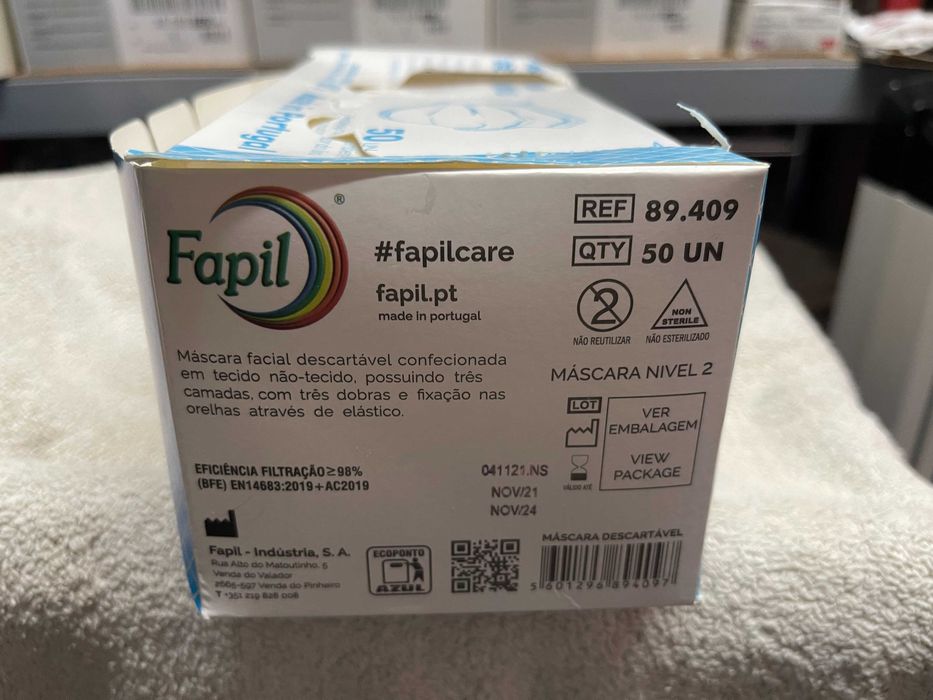 50
Fapil
®
#fapilcare
fapil.pt
made in portugal
REF 89.409
QTY 50 UN
2
NÃO REUTILIZAR
NON
STERILE
NÃO ESTERILIZADO
Máscara facial descartável confecionada
em tecido não-tecido, possuindo três
camadas, com três dobras e fixação nas
orelhas através de elástico.
MÁSCARA NIVEL 2
LOT
VÁLIDO ATÉ
VER
EMBALAGEM
VIEW
PACKAGE
EFICIÊNCIA FILTRAÇÃO≥98%
(BFE) EN14683:2019+AC2019
041121.NS
NOV/21
NOV/24
Fapil - Indústria, S. A.
Rua Alto do Matoutinho, 5
Venda do Valador
2665-597 Venda do Pinheiro
T +351 219 828 008
ECOPONTO
AZUL
MÁSCARA DESCARTÁVEL
5 601296 894097